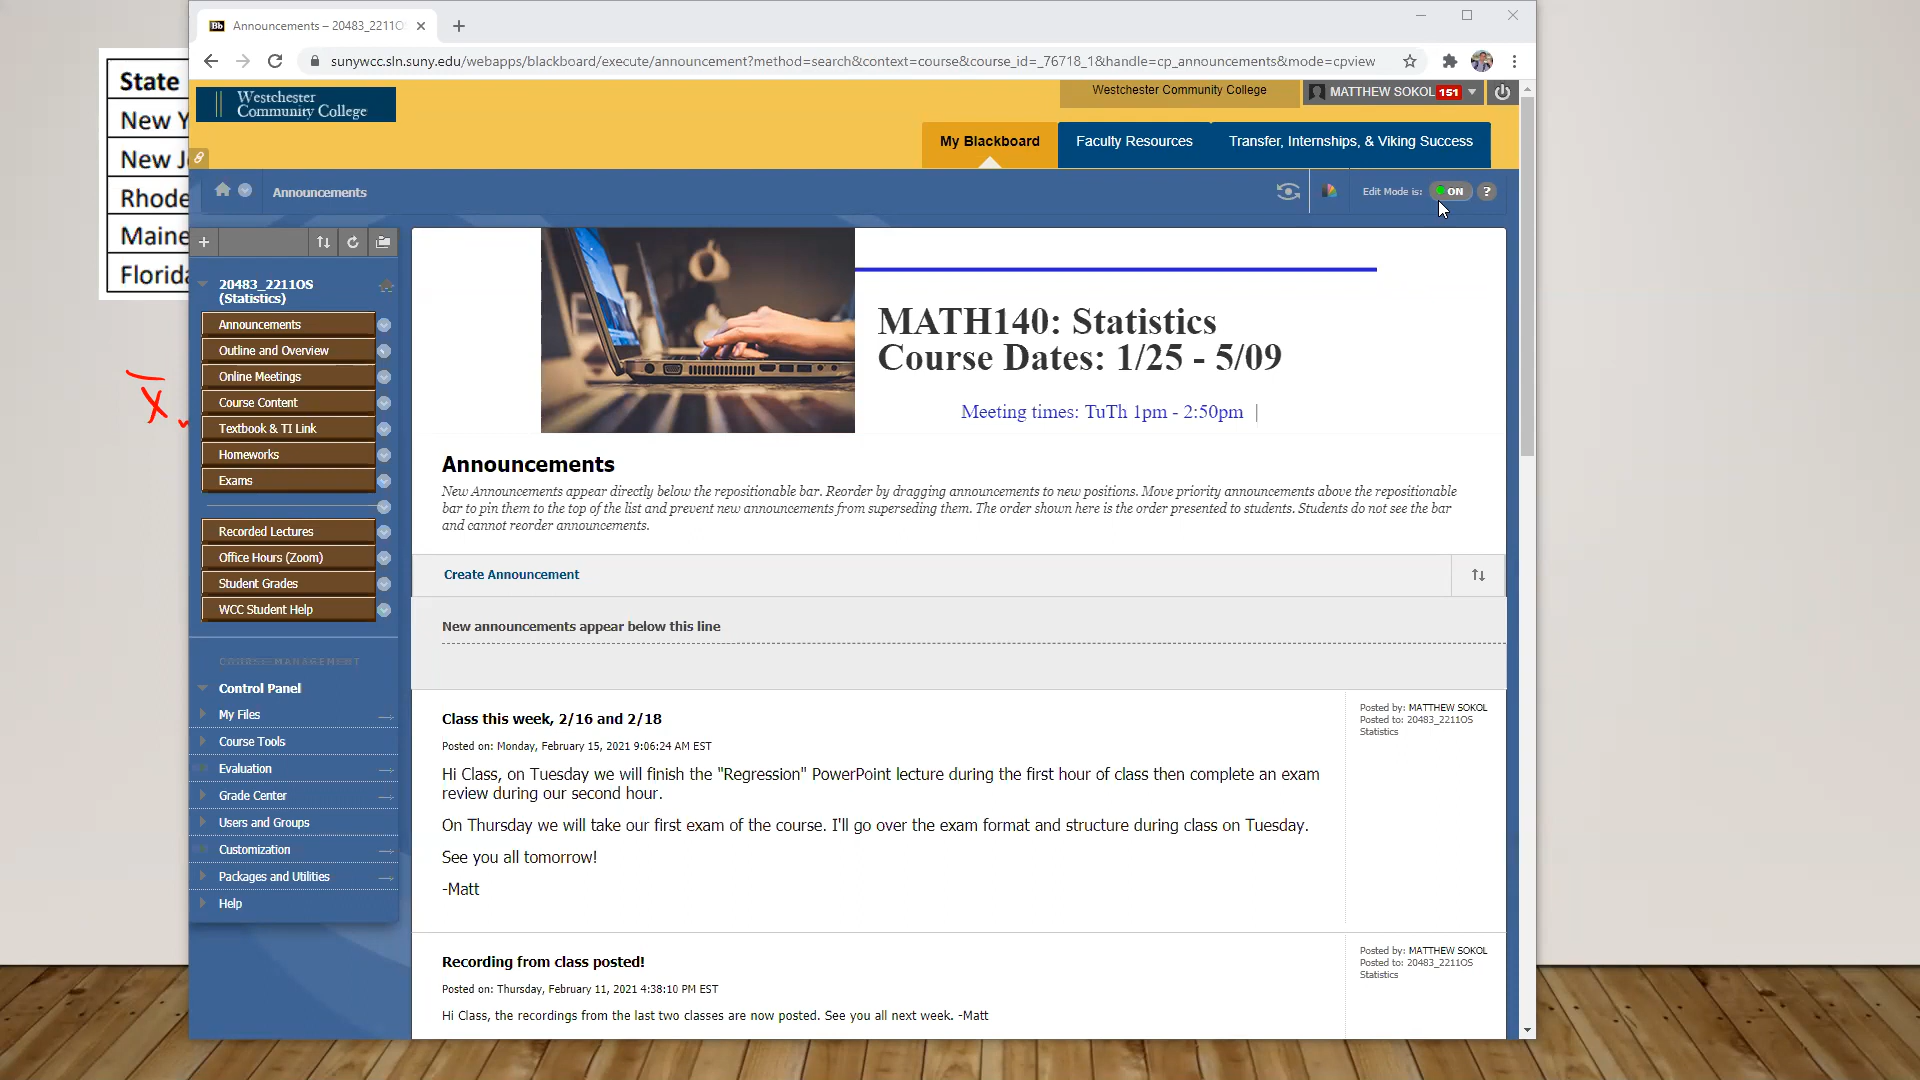 Announcements – 20483_2211O
sunywcc.sln.suny.edu/webapps/blackboard/execute/announcement?method=search&context=course&course_id=_76718_1&handle=cp_announcements&mode=cpview
State
New Y
New J
Rhode
Maine
Florida
X
Westchester
Community College
Westchester Community College
MATTHEW SOKOL 151
My Blackboard
Faculty Resources
Transfer, Internships, & Viking Success
Announcements
Edit Mode is: ON ?
20483_2211OS
(Statistics)
Announcements
Outline and Overview
Online Meetings
Course Content
Textbook & TI Link
Homeworks
Exams
Recorded Lectures
Office Hours (Zoom)
Student Grades
WCC Student Help
COURSE MANAGEMENT
Control Panel
My Files
Course Tools
Evaluation
Grade Center
Users and Groups
Customization
Packages and Utilities
Help
MATH140: Statistics
Course Dates: 1/25 - 5/09
Meeting times: TuTh 1pm - 2:50pm |
Announcements
New Announcements appear directly below the repositionable bar. Reorder by dragging announcements to new positions. Move priority announcements above the repositionable
bar to pin them to the top of the list and prevent new announcements from superseding them. The order shown here is the order presented to students. Students do not see the bar
and cannot reorder announcements.
Create Announcement
New announcements appear below this line
Class this week, 2/16 and 2/18
Posted on: Monday, February 15, 2021 9:06:24 AM EST
Hi Class, on Tuesday we will finish the "Regression" PowerPoint lecture during the first hour of class then complete an exam
review during our second hour.
On Thursday we will take our first exam of the course. I'll go over the exam format and structure during class on Tuesday.
See you all tomorrow!
-Matt
Posted by: MATTHEW SOKOL
Posted to: 20483_2211OS
Statistics
Recording from class posted!
Posted on: Thursday, February 11, 2021 4:38:10 PM EST
Hi Class, the recordings from the last two classes are now posted. See you all next week. -Matt
Posted by: MATTHEW SOKOL
Posted to: 20483_2211OS
Statistics